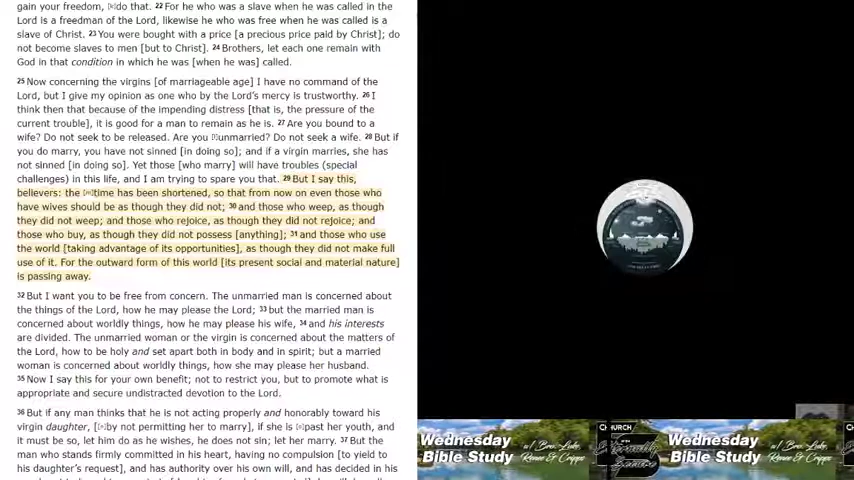 gain your freedom, do that. 22 For he who was a slave when he was called in the
Lord is a freedman of the Lord, likewise he who was free when he was called is a
slave of Christ. 23 You were bought with a price [a precious price paid by Christ]; do
not become slaves to men [but to Christ]. 24 Brothers, let each one remain with
God in that condition in which he was [when he was] called.
25 Now concerning the virgins [of marriageable age] I have no command of the
Lord, but I give my opinion as one who by the Lord's mercy is trustworthy. 26 I
think then that because of the impending distress [that is, the pressure of the
current trouble], it is good for a man to remain as he is. 27 Are you bound to a
wife? Do not seek to be released. Are you unmarried? Do not seek a wife. 28 But if
you do marry, you have not sinned [in doing so]; and if a virgin marries, she has
not sinned [in doing so]. Yet those [who marry] will have troubles (special
challenges) in this life, and I am trying to spare you that. 29 But I say this,
believers: the time has been shortened, so that from now on even those who
have wives should be as though they did not; 30 and those who weep, as though
they did not weep; and those who rejoice, as though they did not rejoice; and
those who buy, as though they did not possess [anything]; 31 and those who use
the world [taking advantage of its opportunities], as though they did not make full
use of it. For the outward form of this world [its present social and material nature]
is passing away.
32 But I want you to be free from concern. The unmarried man is concerned about
the things of the Lord, how he may please the Lord; 33 but the married man is
concerned about worldly things, how he may please his wife, 34 and his interests
are divided. The unmarried woman or the virgin is concerned about the matters of
the Lord, how to be holy and set apart both in body and in spirit; but a married
woman is concerned about worldly things, how she may please her husband.
35 Now I say this for your own benefit; not to restrict you, but to promote what is
appropriate and secure undistracted devotion to the Lord.
36 But if any man thinks that he is not acting properly and honorably toward his
virgin daughter, [by not permitting her to marry], if she is past her youth, and
it must be so, let him do as he wishes, he does not sin; let her marry. 37 But the
man who stands firmly committed in his heart, having no compulsion [to yield to
his daughter's request], and has authority over his own will, and has decided in his
Wednesday
Bible Study
w/ Bro. Luke,
Renee & Cripps
CHURCH
Eternally
Secure
Wednesday
Bible Study
w/ Bro. Luke,
Renee & Cripps